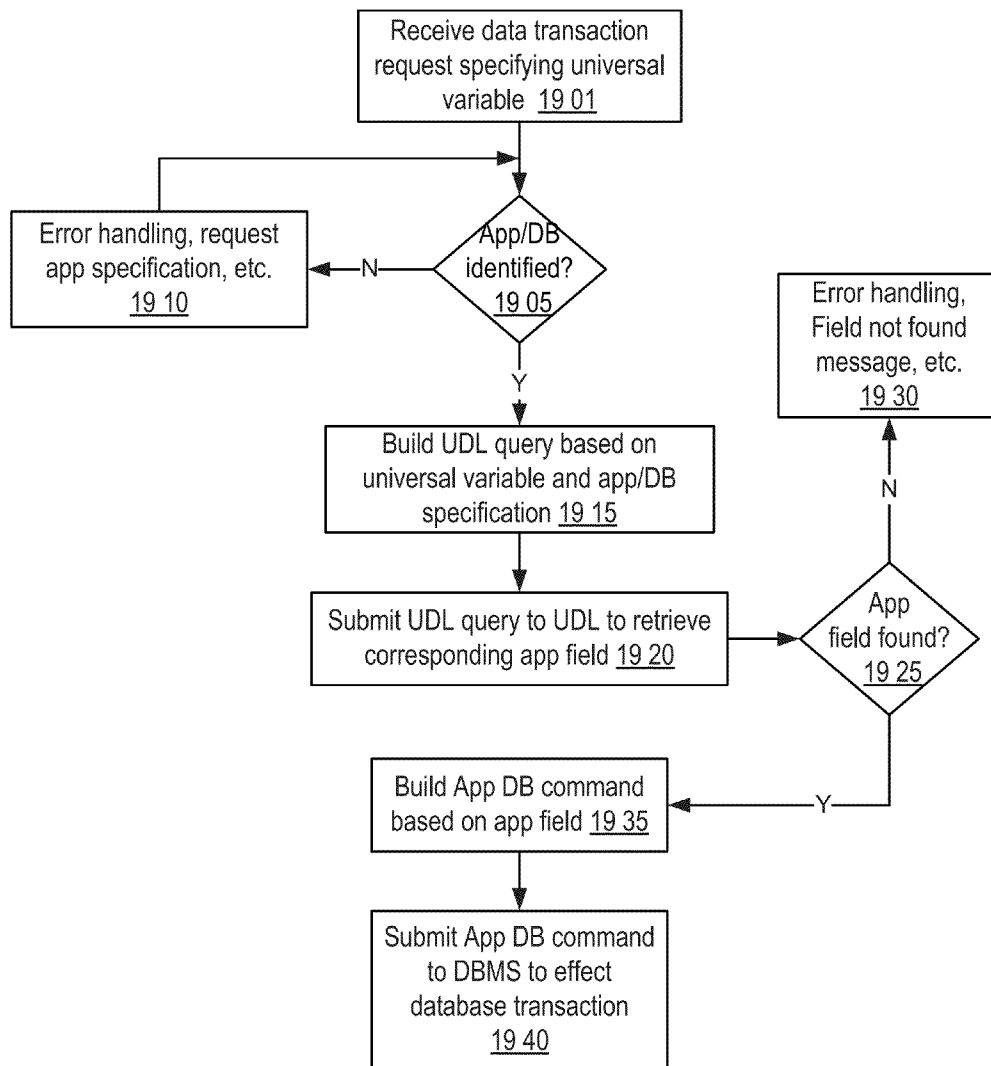 Receive data transaction
request specifying universal
variable 19 01
App/DB
identified?
19 05
N
Error handling, request
app specification, etc.
19 10
Y
Build UDL query based on
universal variable and app/DB
specification 19 15
Submit UDL query to UDL to retrieve
corresponding app field 19 20
App
field found?
19 25
N
Error handling,
Field not found
message, etc.
19 30
Y
Build App DB command
based on app field 19 35
Submit App DB command
to DBMS to effect
database transaction
19 40